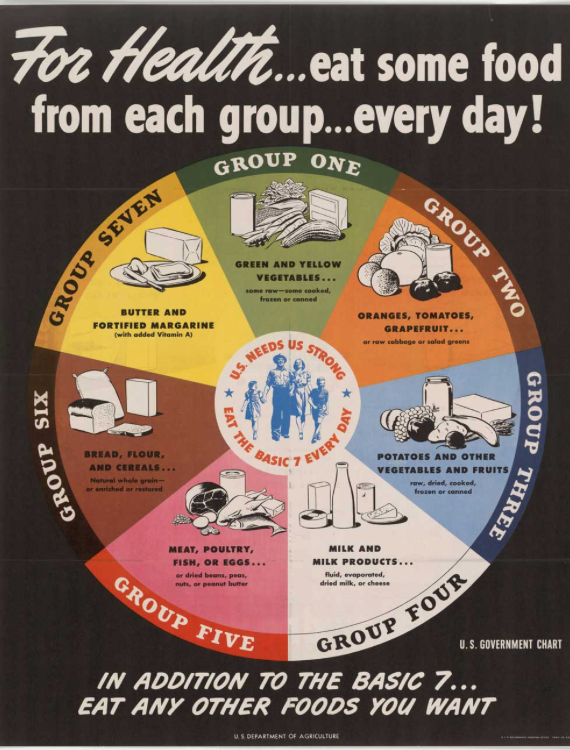 For Health...eat some food
from each group...every day!
GROUP ONE
GREEN AND YELLOW
VEGETABLES...
some raw—some cooked,
frozen or canned
GROUP TWO
ORANGES, TOMATOES,
GRAPEFRUIT...
or raw cabbage or salad greens
GROUP THREE
POTATOES AND OTHER
VEGETABLES AND FRUITS
raw, dried, cooked,
frozen or canned
GROUP FOUR
MILK AND
MILK PRODUCTS...
fluid, evaporated,
dried milk, or cheese
GROUP FIVE
MEAT, POULTRY,
FISH, OR EGGS...
or dried beans, peas,
nuts, or peanut butter
GROUP SIX
BREAD, FLOUR,
AND CEREALS...
Natural whole grain—
or enriched or restored
GROUP SEVEN
BUTTER AND
FORTIFIED MARGARINE
(with added Vitamin A)
U.S. NEEDS US STRONG
EAT THE BASIC 7 EVERY DAY
U.S. GOVERNMENT CHART
IN ADDITION TO THE BASIC 7...
EAT ANY OTHER FOODS YOU WANT
U.S. DEPARTMENT OF AGRICULTURE